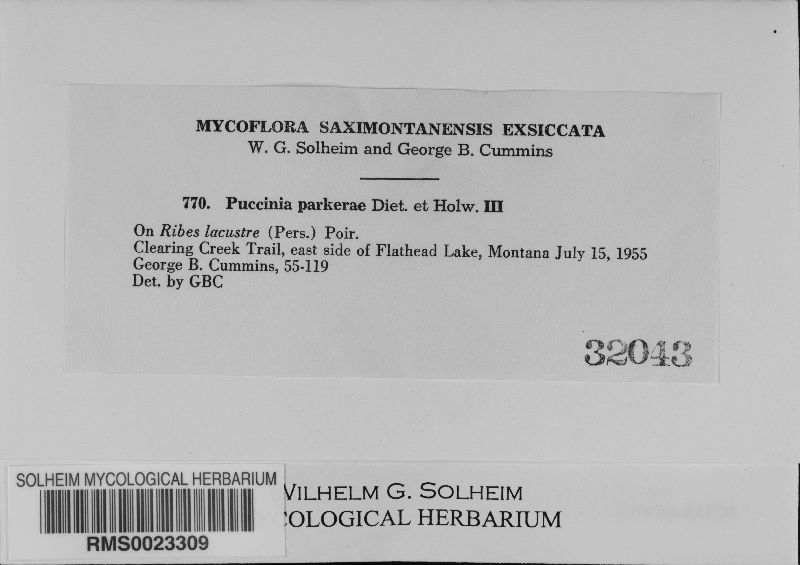 MYCOFLORA SAXIMONTANENSIS EXSICCATA
W. G. Solheim and George B. Cummins
770. Puccinia parkerae Diet. et Holw. III
On Ribes lacustre (Pers.) Poir.
Clearing Creek Trail, east side of Flathead Lake, Montana July 15, 1955
George B. Cummins, 55-119
Det. by GBC
32043
SOLHEIM MYCOLOGICAL HERBARIUM
RMS0023309
WILHELM G. SOLHEIM
COLOGICAL HERBARIUM